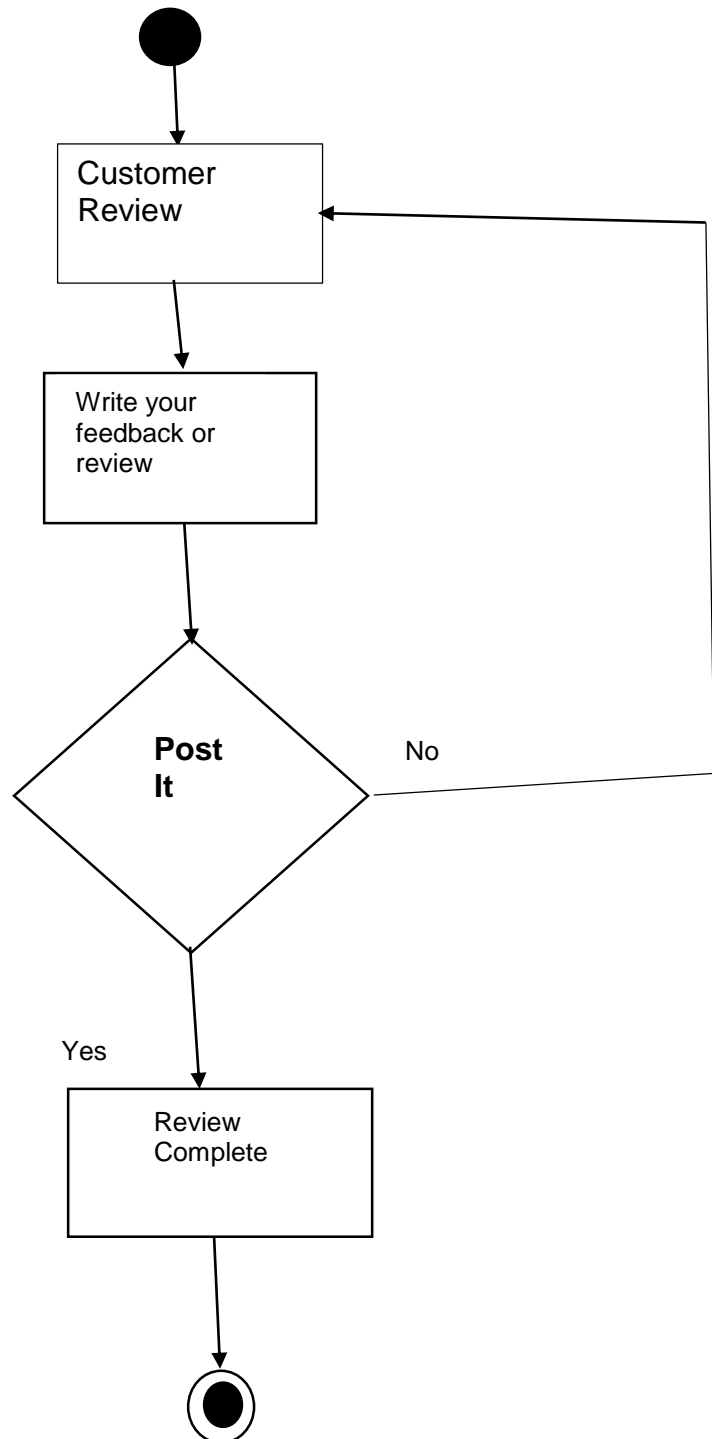 Customer
Review
Write your
feedback or
review
Post
It
No
Yes
Review
Complete